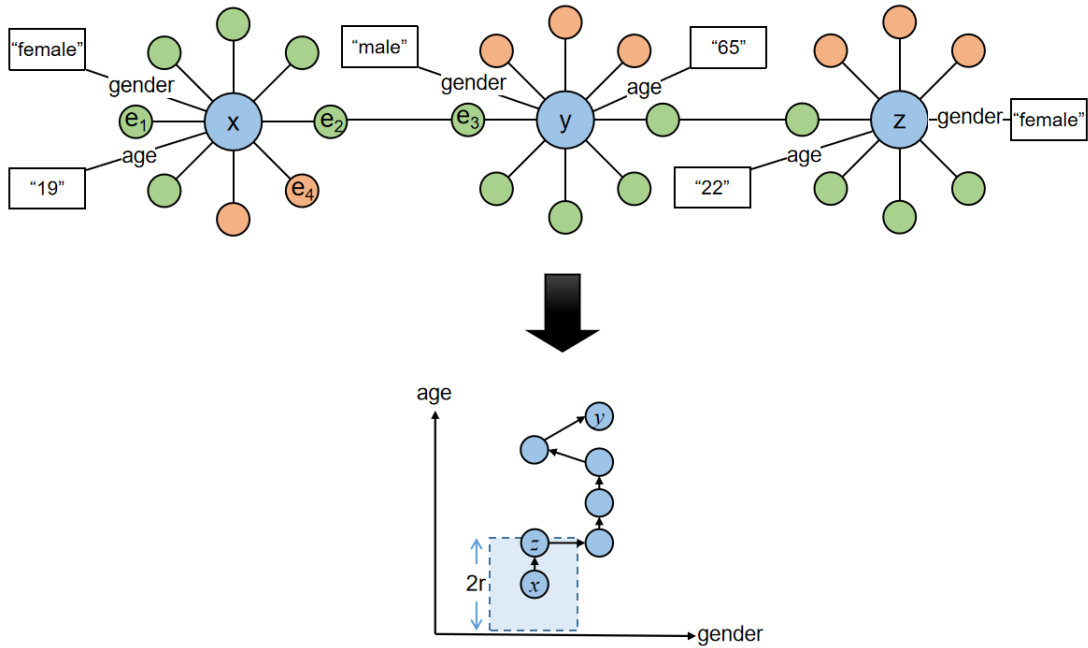 “female”
“male”
“65”
gender
gender
age
e₁
x
e₂
e₃
y
z
gender
“female”
age
age
“19”
e₄
“22”
age
y
z
2r
x
gender